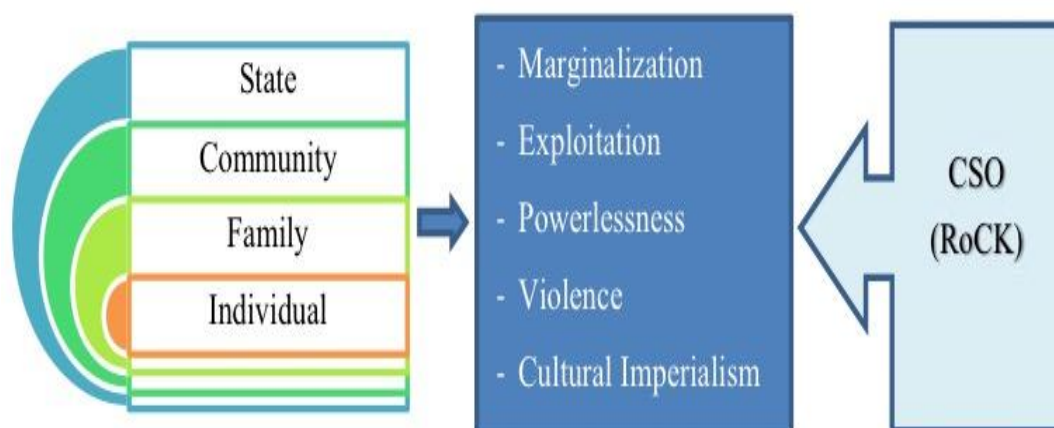 State
Community
Family
Individual
- Marginalization
- Exploitation
- Powerlessness
- Violence
- Cultural Imperialism
CSO
(RoCK)